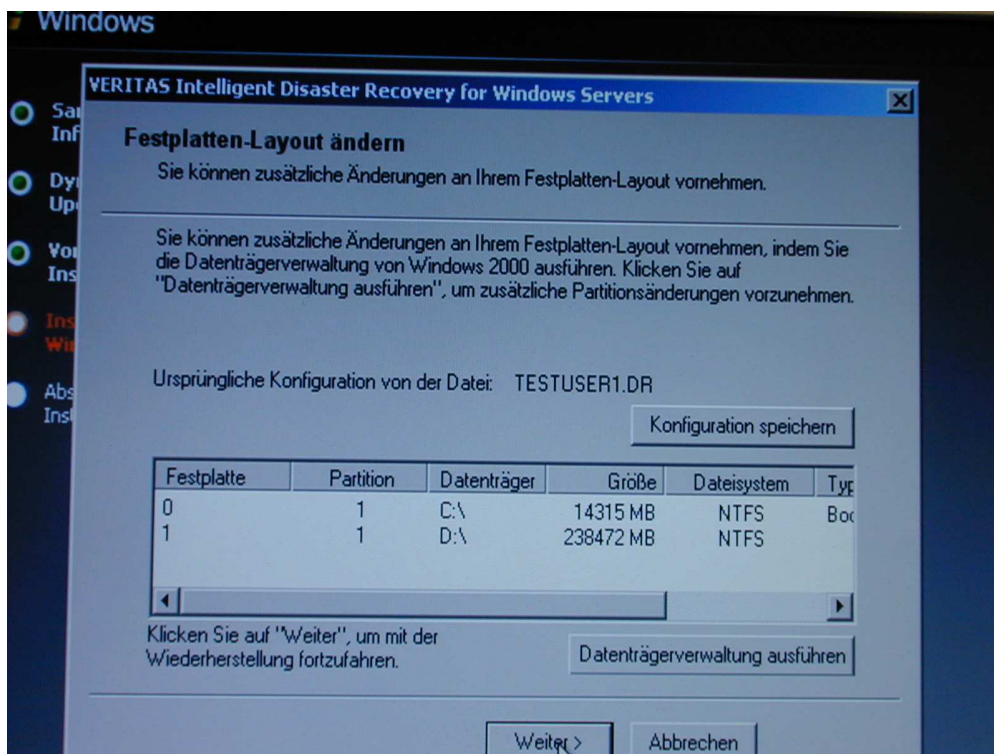 Windows
VERITAS Intelligent Disaster Recovery for Windows Servers
Festplatten-Layout ändern
Sie können zusätzliche Änderungen an Ihrem Festplatten-Layout vornehmen.
Sie können zusätzliche Änderungen an Ihrem Festplatten-Layout vornehmen, indem Sie
die Datenträgerverwaltung von Windows 2000 ausführen. Klicken Sie auf
"Datenträgerverwaltung ausführen", um zusätzliche Partitionsänderungen vorzunehmen.
Ursprüngliche Konfiguration von der Datei: TESTUSER1.DR
Konfiguration speichern
Festplatte Partition Datenträger Größe Dateisystem Typ
0 1 C:\ 14315 MB NTFS Boo
1 1 D:\ 238472 MB NTFS
Klicken Sie auf "Weiter", um mit der
Wiederherstellung fortzufahren.
Datenträgerverwaltung ausführen
Weiter >
Abbrechen